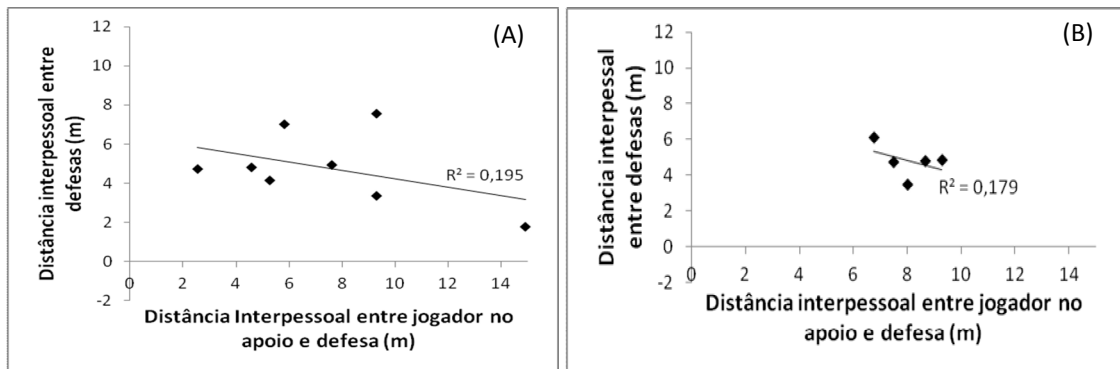 (A)
Distância interpessoal entre
defesas (m)
12
10
8
6
4
2
0
-2
R² = 0,195
0 2 4 6 8 10 12 14
Distância Interpessoal entre jogador no
apoio e defesa (m)
(B)
Distância interpessal
entre defesas (m)
12
10
8
6
4
2
0
-2
R² = 0,179
0 2 4 6 8 10 12 14
Distância interpessoal entre jogador no
apoio e defesa (m)